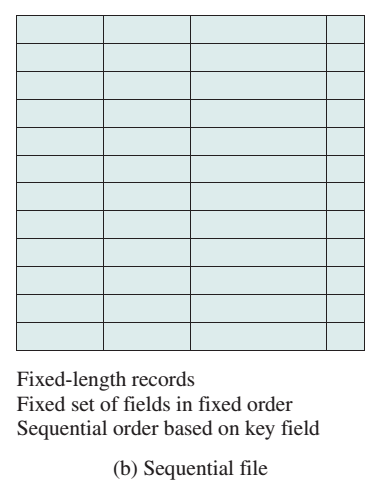 Fixed-length records
Fixed set of fields in fixed order
Sequential order based on key field
(b) Sequential file